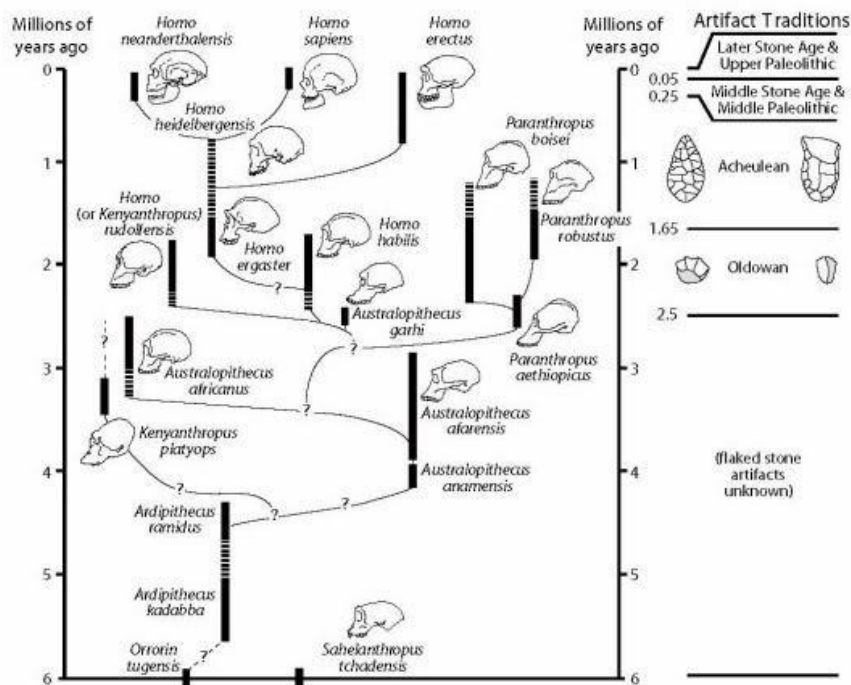 Millions of
years ago
Homo
neanderthalensis
Homo
sapiens
Homo
erectus
Millions of
years ago
Artifact Traditions
Later Stone Age &
Upper Paleolithic
Middle Stone Age &
Middle Paleolithic
Acheulean
Oldowan
(flaked stone
artifacts
unknown)
0
1
2
3
4
5
6
0
1
2
3
4
5
6
0.05
0.25
1.65
2.5
Homo
heidelbergensis
Paranthropus
boisei
Homo
(or Kenyanthropus)
rudolfensis
Homo
ergaster
Homo
habilis
Paranthropus
robustus
?
Australopithecus
garhi
?
?
Paranthropus
aethiopicus
Australopithecus
africanus
?
Australopithecus
afarensis
Kenyanthropus
platyops
Australopithecus
anamensis
?
?
?
Ardipithecus
ramidus
Ardipithecus
kadabba
Orrorin
tugensis
?
Sahelanthropus
tchadensis